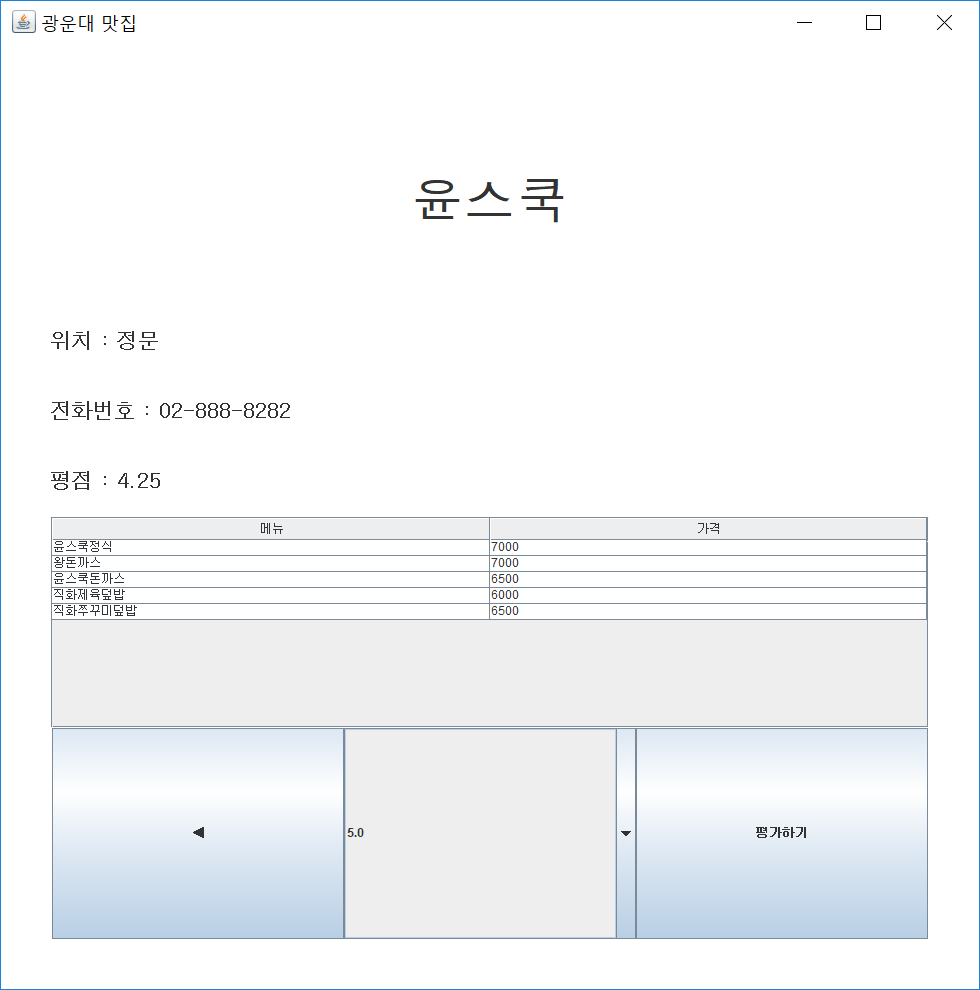 광운대 맛집
윤스쿡
위치 : 정문
전화번호 : 02-888-8282
평점 : 4.25
메뉴 가격
윤스쿡정식 7000
왕돈까스 7000
윤스쿡돈까스 6500
직화제육덮밥 6000
직화쭈꾸미덮밥 6500
◀ 5.0 평가하기